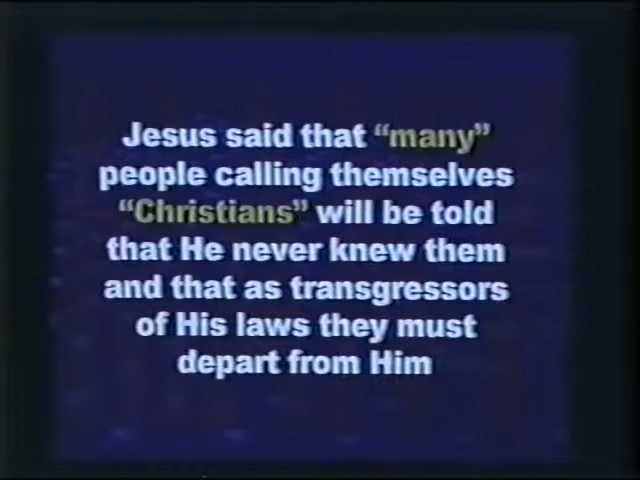 Jesus said that “many”
people calling themselves
“Christians” will be told
that He never knew them
and that as transgressors
of His laws they must
depart from Him